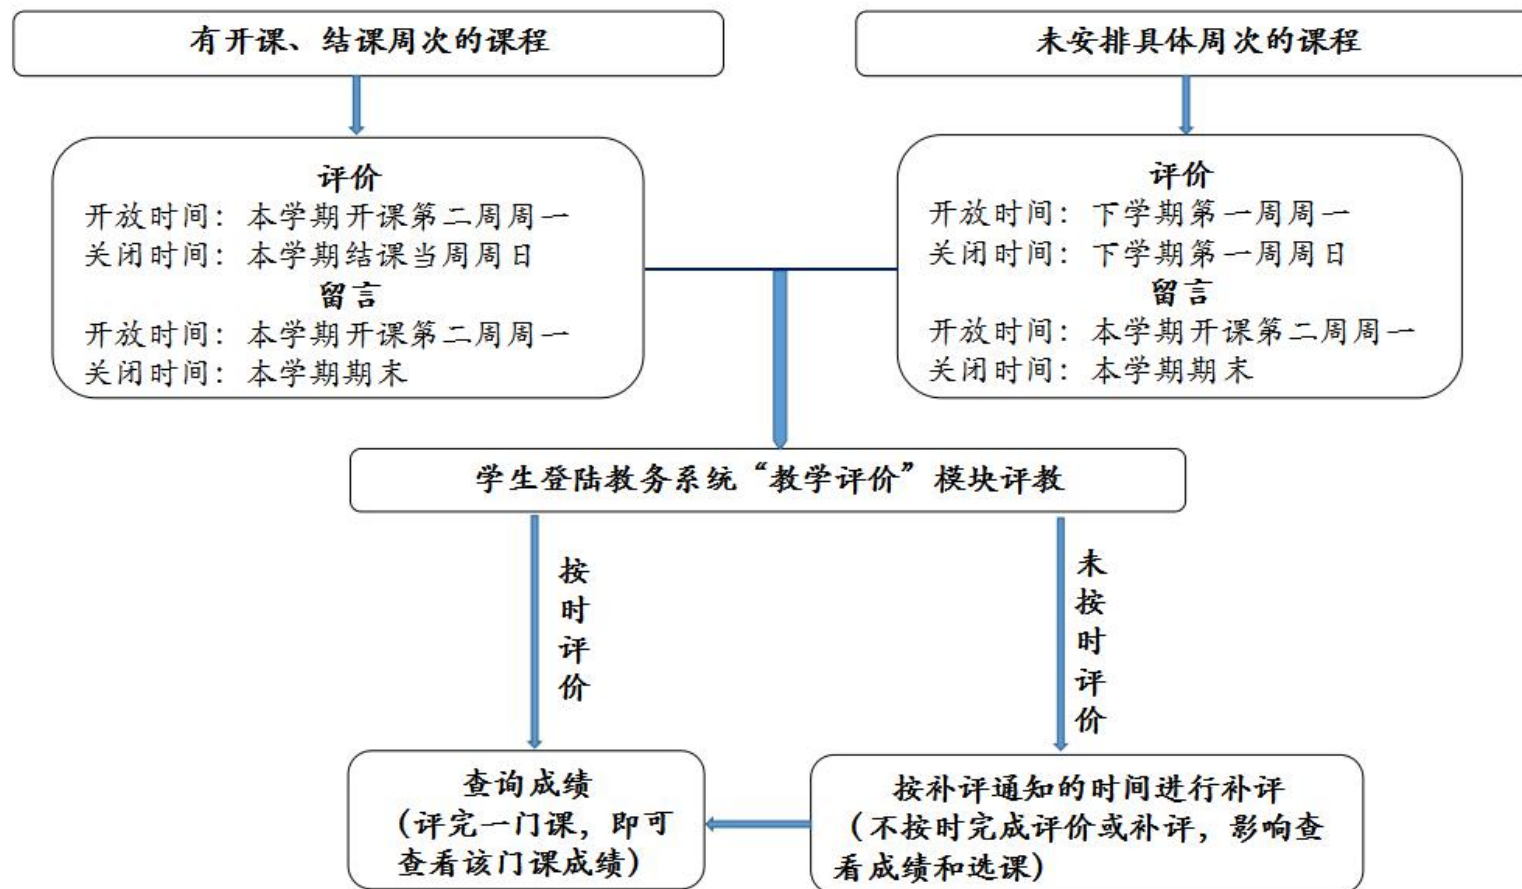 有开课、结课周次的课程
未安排具体周次的课程
评价
开放时间：本学期开课第二周周一
关闭时间：本学期结课当周周日
留言
开放时间：本学期开课第二周周一
关闭时间：本学期期末
评价
开放时间：下学期第一周周一
关闭时间：下学期第一周周日
留言
开放时间：本学期开课第二周周一
关闭时间：本学期期末
学生登陆教务系统“教学评价”模块评教
按时评价
未按时评价
查询成绩
（评完一门课，即可
查看该门课成绩）
按补评通知的时间进行补评
（不按时完成评价或补评，影响查
看成绩和选课）